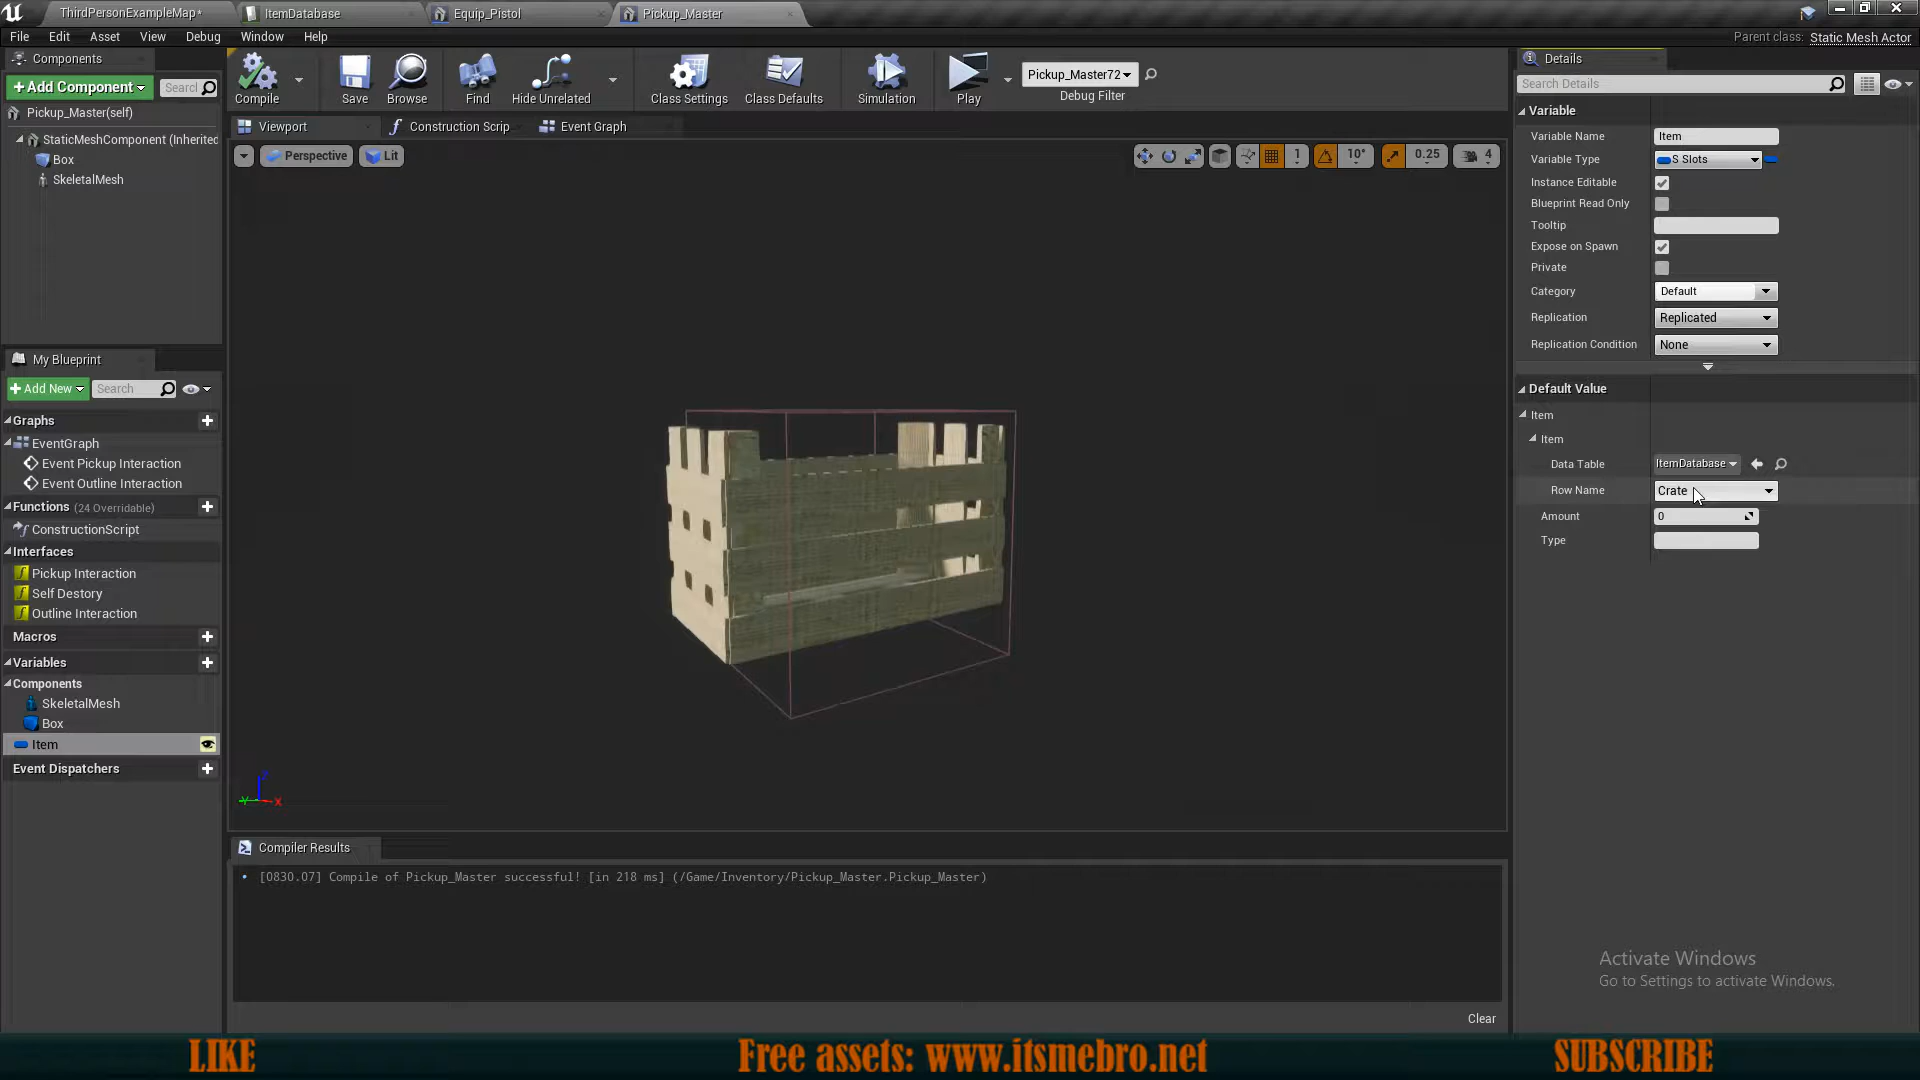 ThirdPersonExampleMap*
ItemDatabase
Equip_Pistol
Pickup_Master
File Edit Asset View Debug Window Help
Parent class: Static Mesh Actor
Components
+Add Component
Search
Pickup_Master(self)
StaticMeshComponent (Inherited
Box
SkeletalMesh
Compile
Save
Browse
Find
Hide Unrelated
Class Settings
Class Defaults
Simulation
Play
Pickup_Master72
Debug Filter
Viewport
Construction Scrip
Event Graph
Perspective
Lit
1
10°
0.25
4
My Blueprint
+Add New
Search
Graphs
EventGraph
Event Pickup Interaction
Event Outline Interaction
Functions (24 Overridable)
ConstructionScript
Interfaces
Pickup Interaction
Self Destory
Outline Interaction
Macros
Variables
Components
SkeletalMesh
Box
Item
Event Dispatchers
Z
Y
X
Compiler Results
[0830.07] Compile of Pickup_Master successful! [in 218 ms] (/Game/Inventory/Pickup_Master.Pickup_Master)
Clear
Details
Search Details
Variable
Variable Name Item
Variable Type S Slots
Instance Editable
Blueprint Read Only
Tooltip
Expose on Spawn
Private
Category Default
Replication Replicated
Replication Condition None
Default Value
Item
Item
Data Table ItemDatabase
Row Name Crate
Amount 0
Type
Activate Windows
Go to Settings to activate Windows.
LIKE
Free assets: www.itsmebro.net
SUBSCRIBE